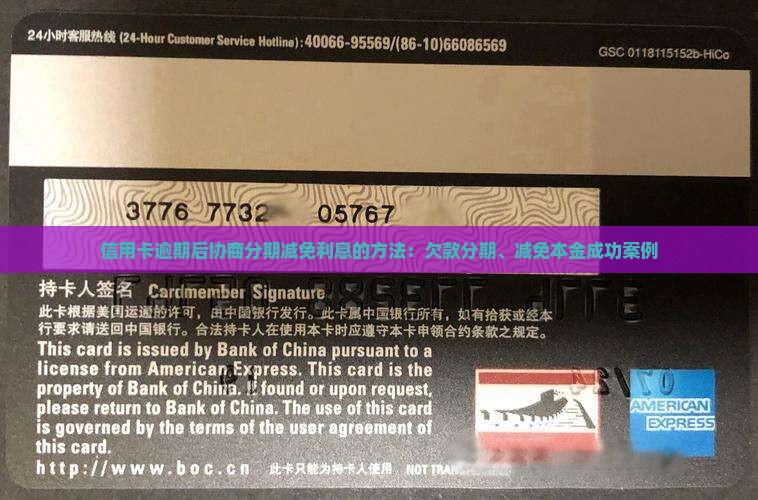 24小时客服热线 (24-Hour Customer Service Hotline):40066-95569/(86-10)66086569
GSC 0118115152b-HiCo
3776 7732 05767
信用卡逾期后协商分期减免利息的方法：欠款分期、减免本金成功案例
持卡人签名 Cardmember Signature
此卡根据美国运通的许可，由中国银行发行。此卡属中国银行所有，如有拾获或经本
行要求请送回中国银行。合法持卡人在使用本卡时应遵守本卡申领合约条款之规定。
This card is issued by Bank of China pursuant to a
license from American Express. This card is the
property of Bank of China. If found or upon request,
please return to Bank of China. The use of this card
is governed by the terms of the user agreement of
this card.
AMERICAN
EXPRESS
http://www.boc.cn 此卡只能为持卡人使用 NOT